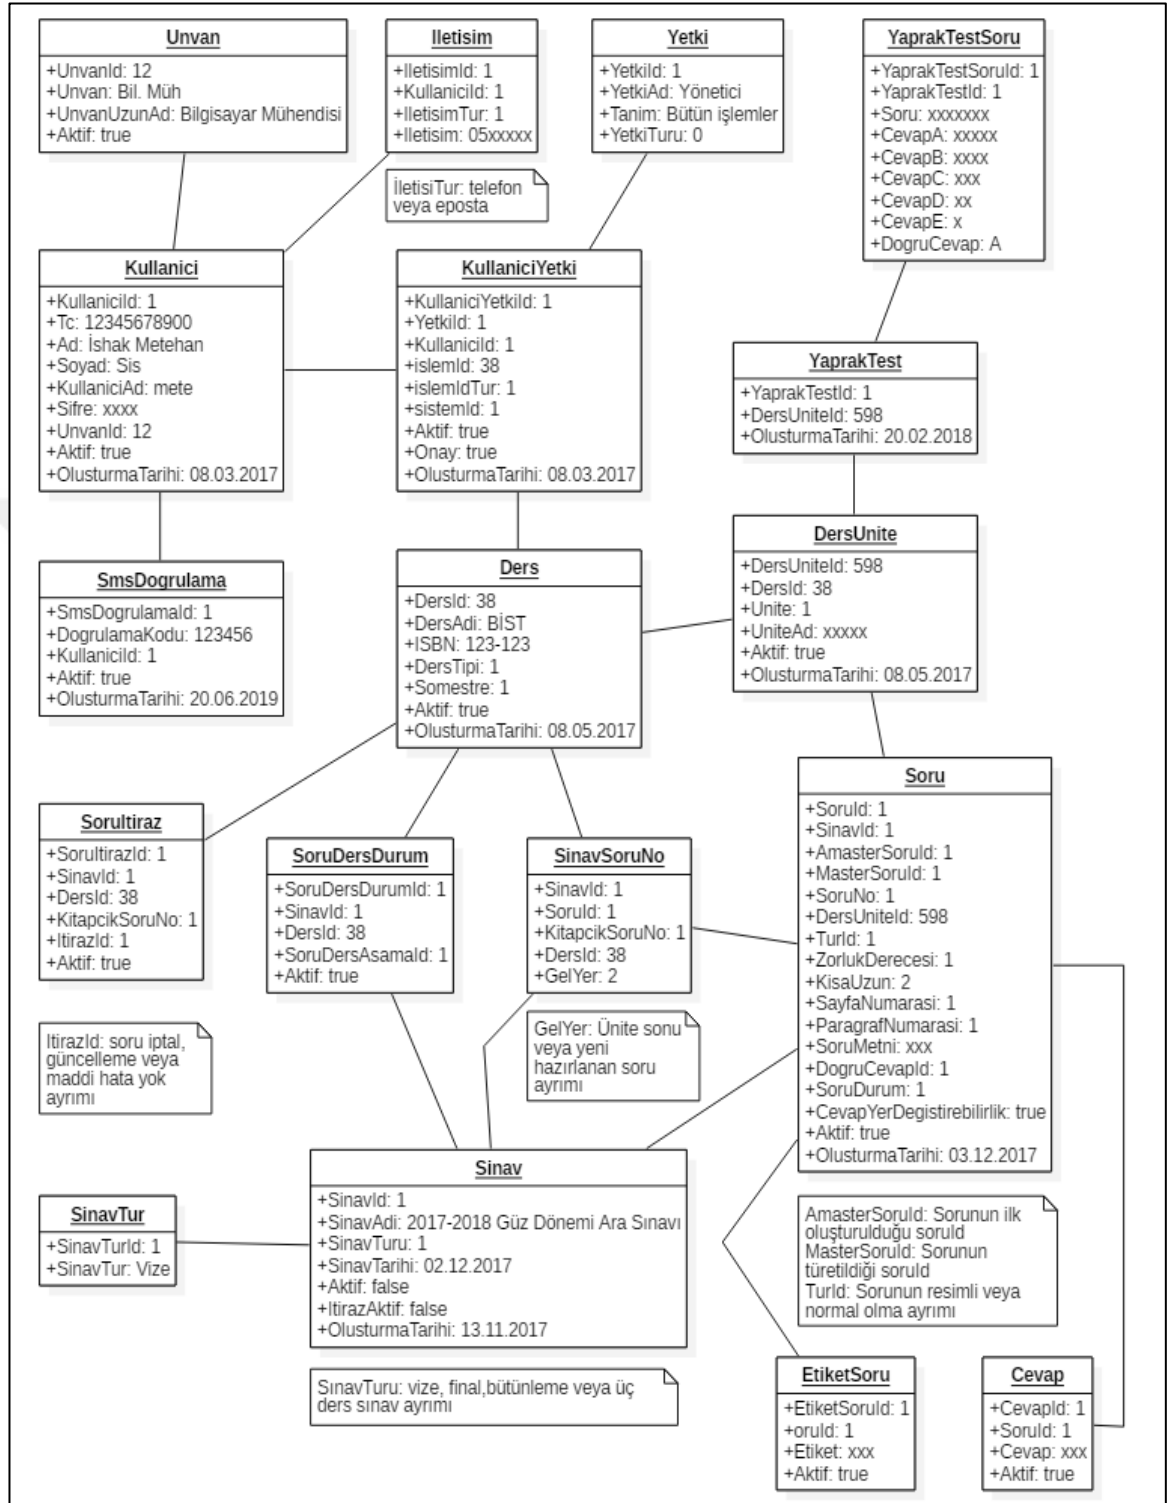 Unvan
+UnvanId: 12
+Unvan: Bil. Müh
+UnvanUzunAd: Bilgisayar Mühendisi
+Aktif: true
Iletisim
+IletisimId: 1
+KullaniciId: 1
+IletisimTur: 1
+Iletisim: 05xxxxx
İletisiTur: telefon
veya eposta
Yetki
+YetkiId: 1
+YetkiAd: Yönetici
+Tanim: Bütün işlemler
+YetkiTuru: 0
YaprakTestSoru
+YaprakTestSoruId: 1
+YaprakTestId: 1
+Soru: xxxxxxx
+CevapA: xxxxx
+CevapB: xxxx
+CevapC: xxx
+CevapD: xx
+CevapE: x
+DogruCevap: A
Kullanici
+KullaniciId: 1
+Tc: 12345678900
+Ad: İshak Metehan
+Soyad: Sis
+KullaniciAd: mete
+Sifre: xxxx
+UnvanId: 12
+Aktif: true
+OlusturmaTarihi: 08.03.2017
KullaniciYetki
+KullaniciYetkiId: 1
+YetkiId: 1
+KullaniciId: 1
+islemId: 38
+islemIdTur: 1
+sistemId: 1
+Aktif: true
+Onay: true
+OlusturmaTarihi: 08.03.2017
YaprakTest
+YaprakTestId: 1
+DersUniteId: 598
+OlusturmaTarihi: 20.02.2018
SmsDogrulama
+SmsDogrulamaId: 1
+DogrulamaKodu: 123456
+KullaniciId: 1
+Aktif: true
+OlusturmaTarihi: 20.06.2019
Ders
+DersId: 38
+DersAdi: BİST
+ISBN: 123-123
+DersTipi: 1
+Somestre: 1
+Aktif: true
+OlusturmaTarihi: 08.05.2017
DersUnite
+DersUniteId: 598
+DersId: 38
+Unite: 1
+UniteAd: xxxxx
+Aktif: true
+OlusturmaTarihi: 08.05.2017
SoruItiraz
+SoruItirazId: 1
+SinavId: 1
+DersId: 38
+KitapcikSoruNo: 1
+ItirazId: 1
+Aktif: true
ItirazId: soru iptal,
güncelleme veya
maddi hata yok
ayrımı
SoruDersDurum
+SoruDersDurumId: 1
+SinavId: 1
+DersId: 38
+SoruDersAsamaId: 1
+Aktif: true
SinavSoruNo
+SinavId: 1
+SoruId: 1
+KitapcikSoruNo: 1
+DersId: 38
+GelYer: 2
GelYer: Ünite sonu
veya yeni
hazırlanan soru
ayrımı
Soru
+SoruId: 1
+SinavId: 1
+AmasterSoruId: 1
+MasterSoruId: 1
+SoruNo: 1
+DersUniteId: 598
+TurId: 1
+ZorlukDerecesi: 1
+KisaUzun: 2
+SayfaNumarasi: 1
+ParagrafNumarasi: 1
+SoruMetni: xxx
+DogruCevapId: 1
+SoruDurum: 1
+CevapYerDegistirebilirlik: true
+Aktif: true
+OlusturmaTarihi: 03.12.2017
AmasterSoruId: Sorunun ilk
oluşturulduğu soruId
MasterSoruId: Sorunun
türetildiği soruId
TurId: Sorunun resimli veya
normal olma ayrımı
SinavTur
+SinavTurId: 1
+SinavTur: Vize
Sinav
+SinavId: 1
+SinavAdi: 2017-2018 Güz Dönemi Ara Sınavı
+SinavTuru: 1
+SinavTarihi: 02.12.2017
+Aktif: false
+ItirazAktif: false
+OlusturmaTarihi: 13.11.2017
SınavTuru: vize, final,bütünleme veya üç
ders sınav ayrımı
EtiketSoru
+EtiketSoruId: 1
+oruId: 1
+Etiket: xxx
+Aktif: true
Cevap
+CevapId: 1
+SoruId: 1
+Cevap: xxx
+Aktif: true